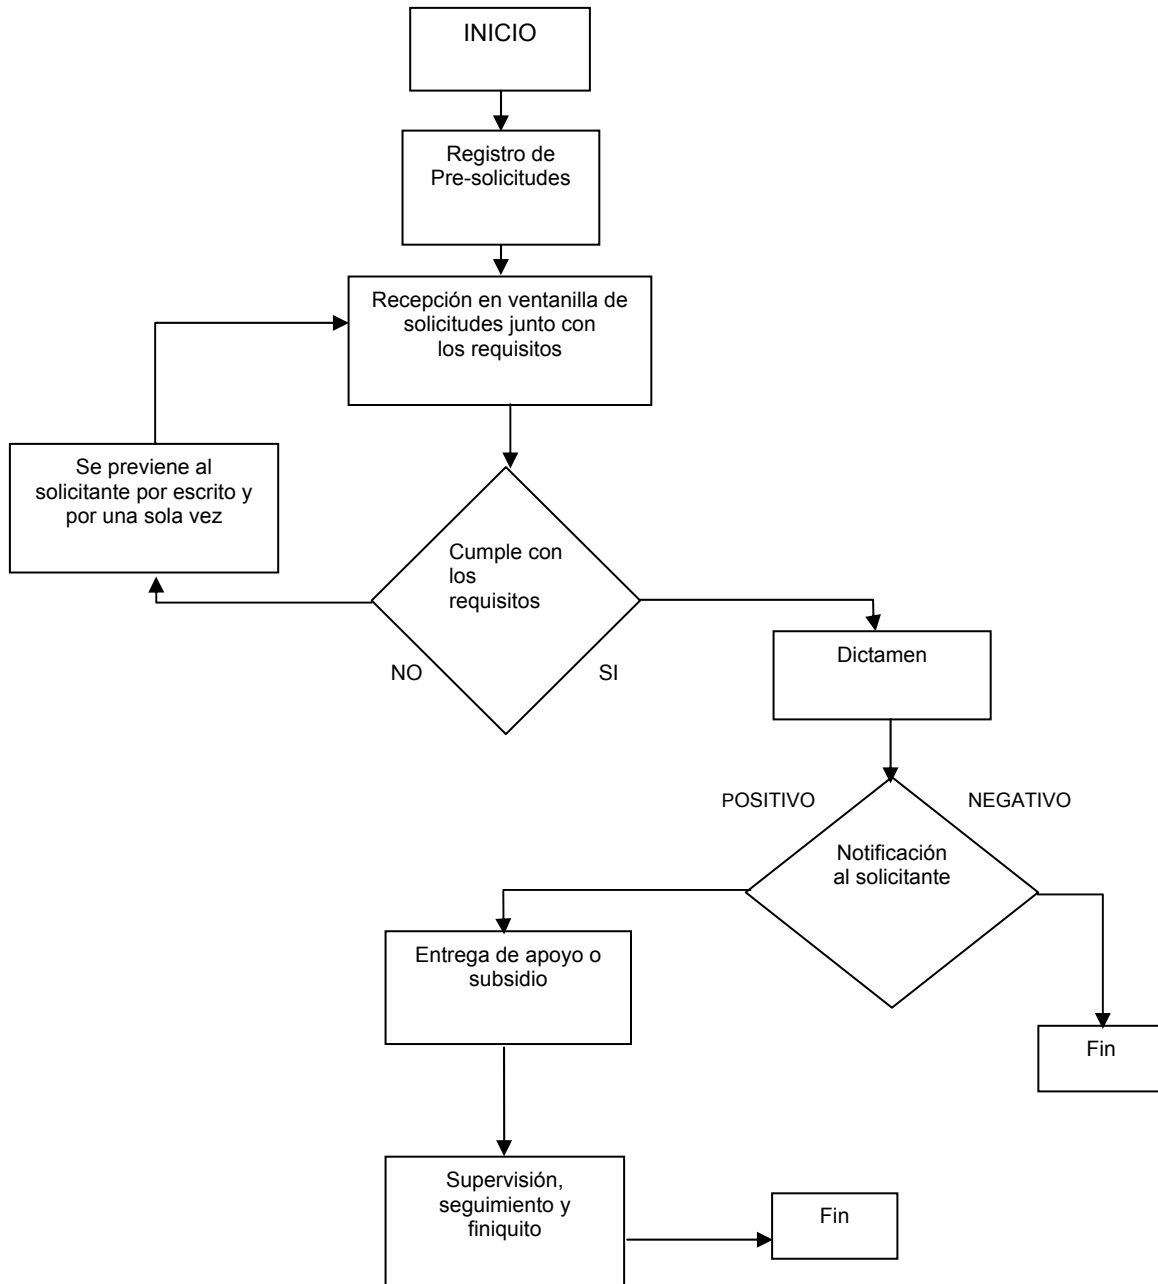 INICIO
Registro de
Pre-solicitudes
Recepción en ventanilla de
solicitudes junto con
los requisitos
Se previene al
solicitante por escrito y
por una sola vez
Cumple con
los
requisitos
NO
SI
Dictamen
POSITIVO
NEGATIVO
Notificación
al solicitante
Entrega de apoyo o
subsidio
Fin
Supervisión,
seguimiento y
finiquito
Fin